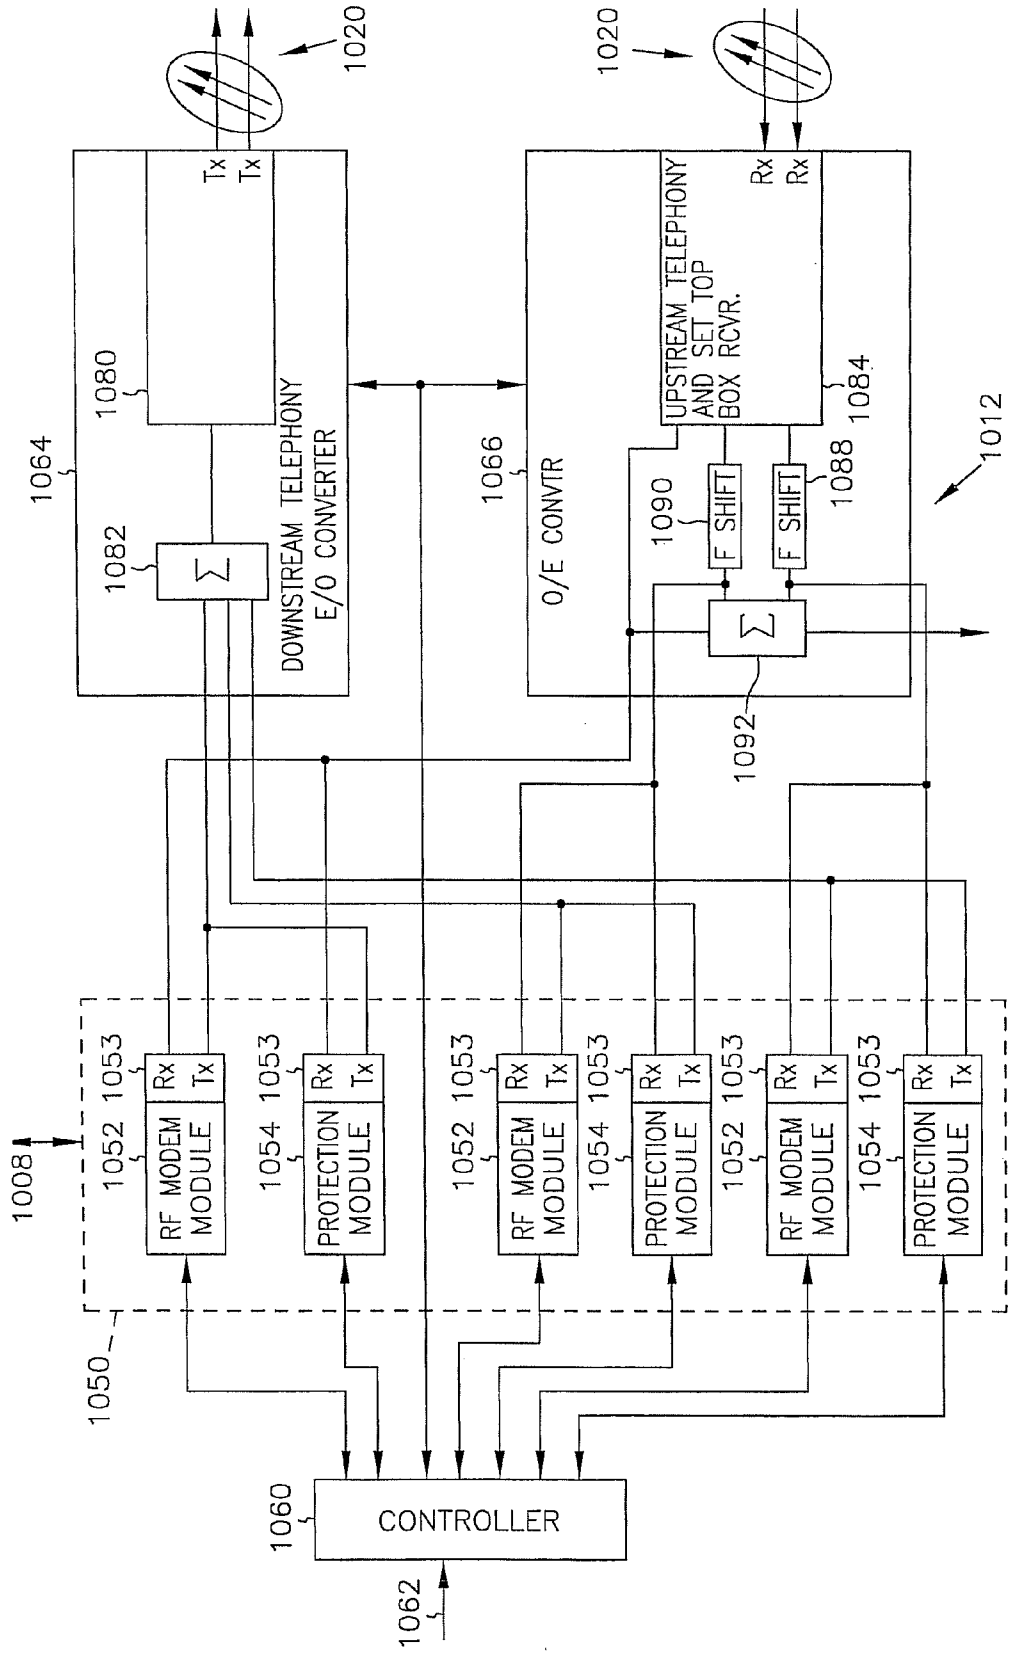 1020
1020
Tx
Tx
1080
1064
1082
Σ
DOWNSTREAM TELEPHONY
E/O CONVERTER
Rx
Rx
UPSTREAM TELEPHONY
AND SET TOP
BOX RCVR.
1084
1066
O/E CONVTR
1090
F SHIFT
1088
F SHIFT
Σ
1092
1012
1008
1050
1052
RF MODEM
MODULE
1053
Rx
Tx
1054
PROTECTION
MODULE
1053
Rx
Tx
1052
RF MODEM
MODULE
1053
Rx
Tx
1054
PROTECTION
MODULE
1053
Rx
Tx
1052
RF MODEM
MODULE
1053
Rx
Tx
1054
PROTECTION
MODULE
1053
Rx
Tx
1060
CONTROLLER
1062